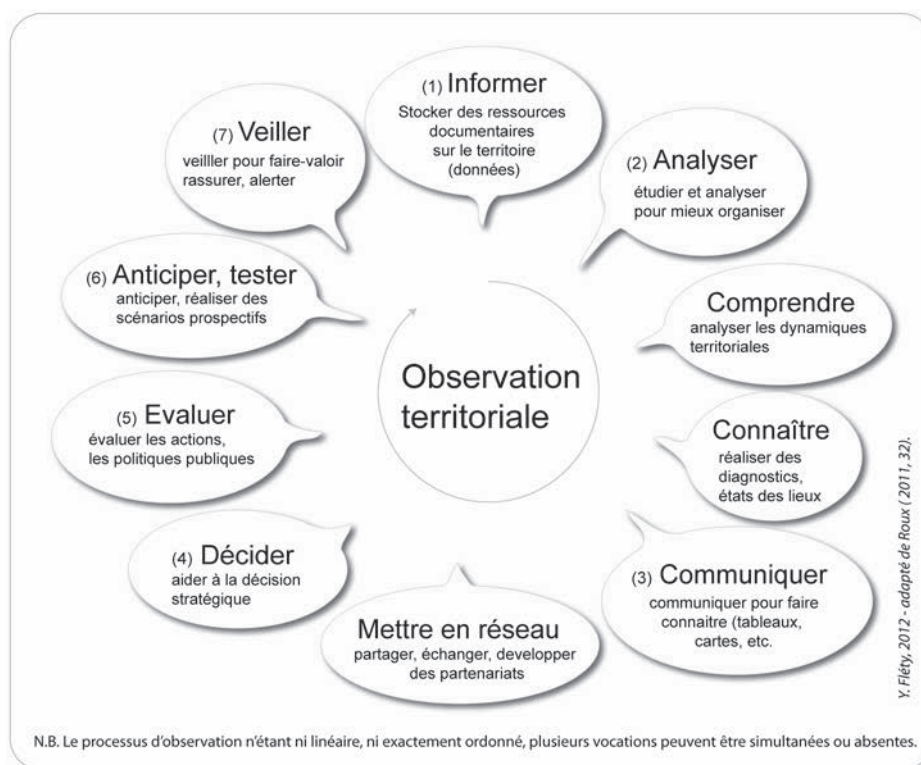 (1) Informer
Stocker des ressources
documentaires
sur le territoire
(données)
(2) Analyser
étudier et analyser
pour mieux organiser
Comprendre
analyser les dynamiques
territoriales
Connaître
réaliser des
diagnostics,
états des lieux
(3) Communiquer
communiquer pour faire
connaitre (tableaux,
cartes, etc.
Mettre en réseau
partager, échanger, developper
des partenariats
(4) Décider
aider à la décision
stratégique
(5) Evaluer
évaluer les actions,
les politiques publiques
(6) Anticiper, tester
anticiper, réaliser des
scénarios prospectifs
(7) Veiller
veilller pour faire-valoir
rassurer, alerter
Observation
territoriale
Y. Fléty, 2012 - adapté de Roux ( 2011, 32).
N.B. Le processus d'observation n'étant ni linéaire, ni exactement ordonné, plusieurs vocations peuvent être simultanées ou absentes.